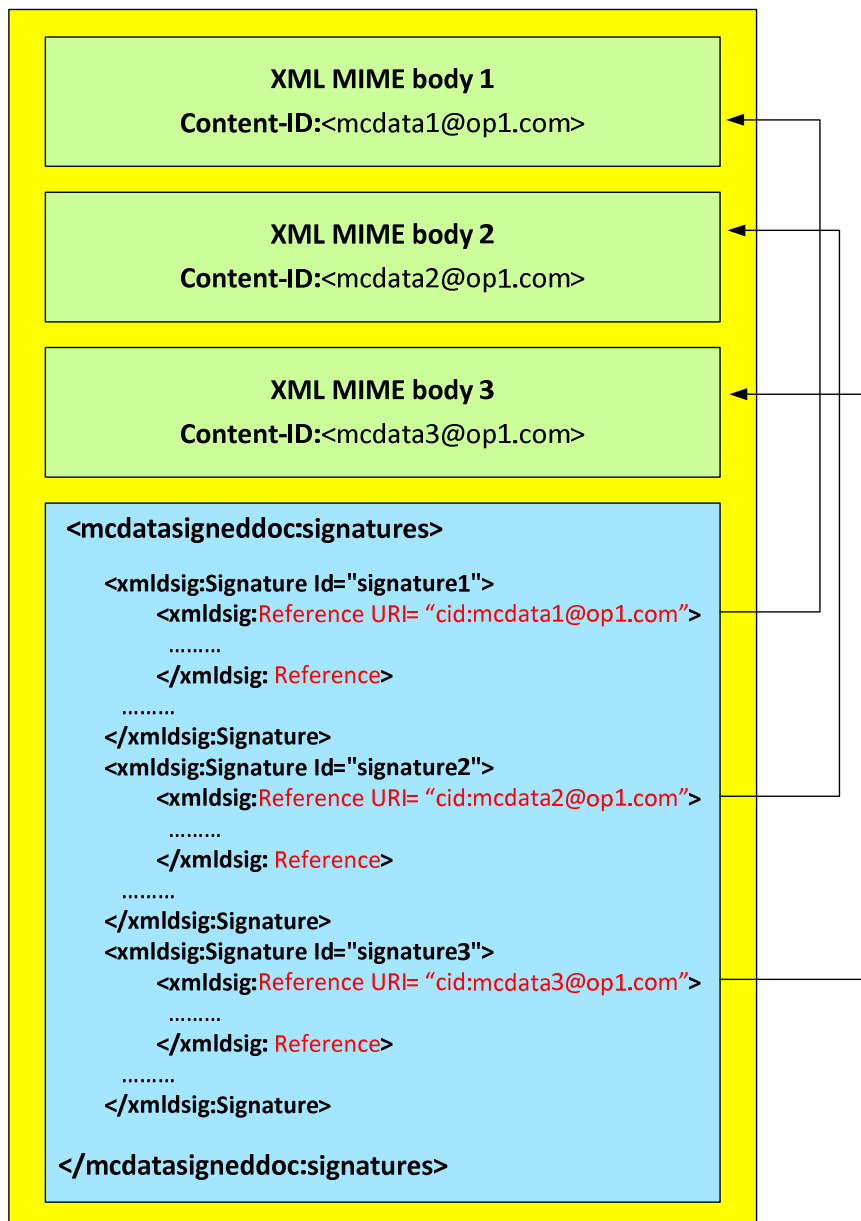 XML MIME body 1
Content-ID:<mcdata1@op1.com>
XML MIME body 2
Content-ID:<mcdata2@op1.com>
XML MIME body 3
Content-ID:<mcdata3@op1.com>
<mcdatasigneddoc:signatures>
<xmldsig:Signature Id="signature1">
<xmldsig:Reference URI= “cid:mcdata1@op1.com”>
.........
</xmldsig: Reference>
.........
</xmldsig:Signature>
<xmldsig:Signature Id="signature2">
<xmldsig:Reference URI= “cid:mcdata2@op1.com”>
.........
</xmldsig: Reference>
.........
</xmldsig:Signature>
<xmldsig:Signature Id="signature3">
<xmldsig:Reference URI= “cid:mcdata3@op1.com”>
.........
</xmldsig: Reference>
.........
</xmldsig:Signature>
</mcdatasigneddoc:signatures>